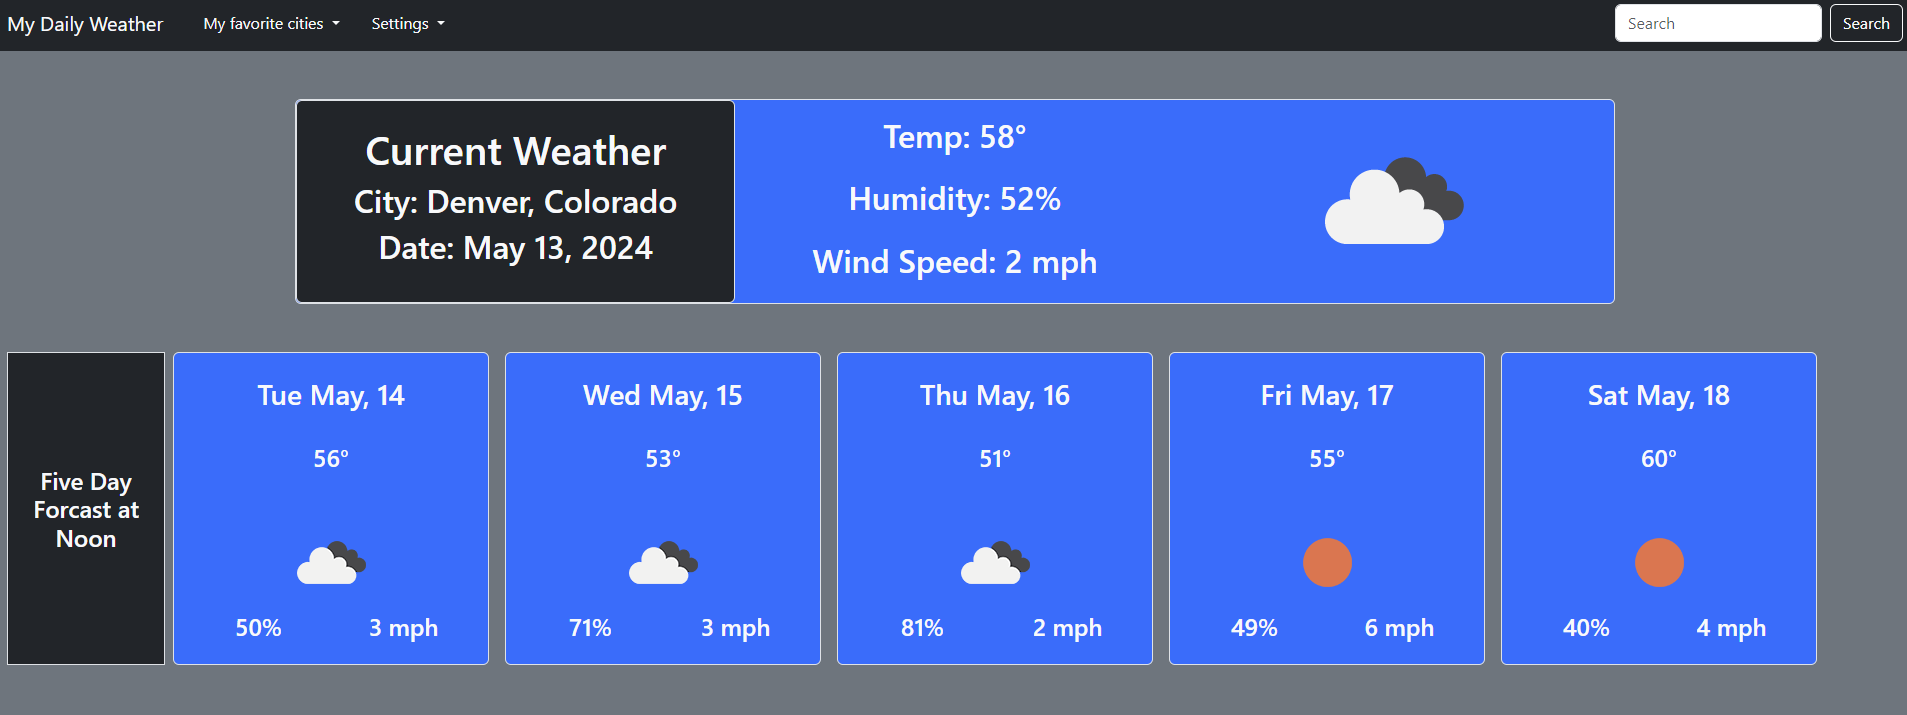 My Daily Weather
My favorite cities
Settings
Search
Search
Current Weather
City: Denver, Colorado
Date: May 13, 2024
Temp: 58°
Humidity: 52%
Wind Speed: 2 mph
Five Day
Forcast at
Noon
Tue May, 14
56°
50% 3 mph
Wed May, 15
53°
71% 3 mph
Thu May, 16
51°
81% 2 mph
Fri May, 17
55°
49% 6 mph
Sat May, 18
60°
40% 4 mph